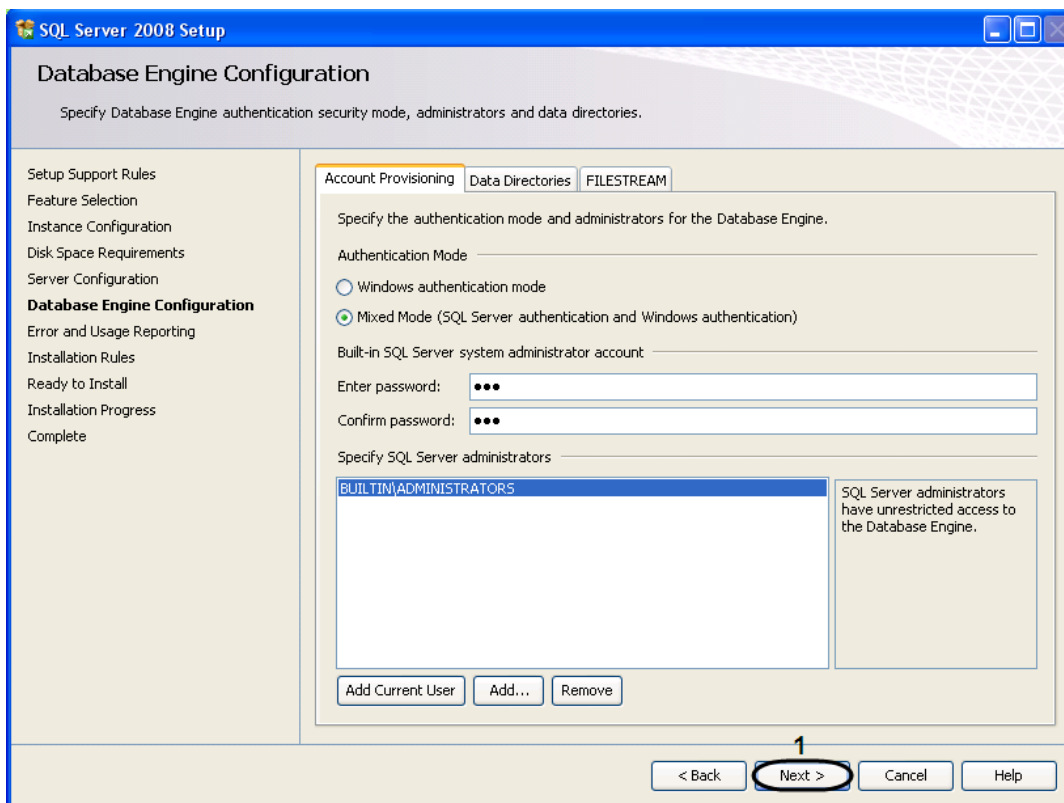 SQL Server 2008 Setup
Database Engine Configuration
Specify Database Engine authentication security mode, administrators and data directories.
Setup Support Rules
Feature Selection
Instance Configuration
Disk Space Requirements
Server Configuration
Database Engine Configuration
Error and Usage Reporting
Installation Rules
Ready to Install
Installation Progress
Complete
Account Provisioning
Data Directories
FILESTREAM
Specify the authentication mode and administrators for the Database Engine.
Authentication Mode
Windows authentication mode
Mixed Mode (SQL Server authentication and Windows authentication)
Built-in SQL Server system administrator account
Enter password: ●●●
Confirm password: ●●●
Specify SQL Server administrators
BUILTIN\ADMINISTRATORS
SQL Server administrators
have unrestricted access to
the Database Engine.
Add Current User
Add...
Remove
1
< Back
Next >
Cancel
Help